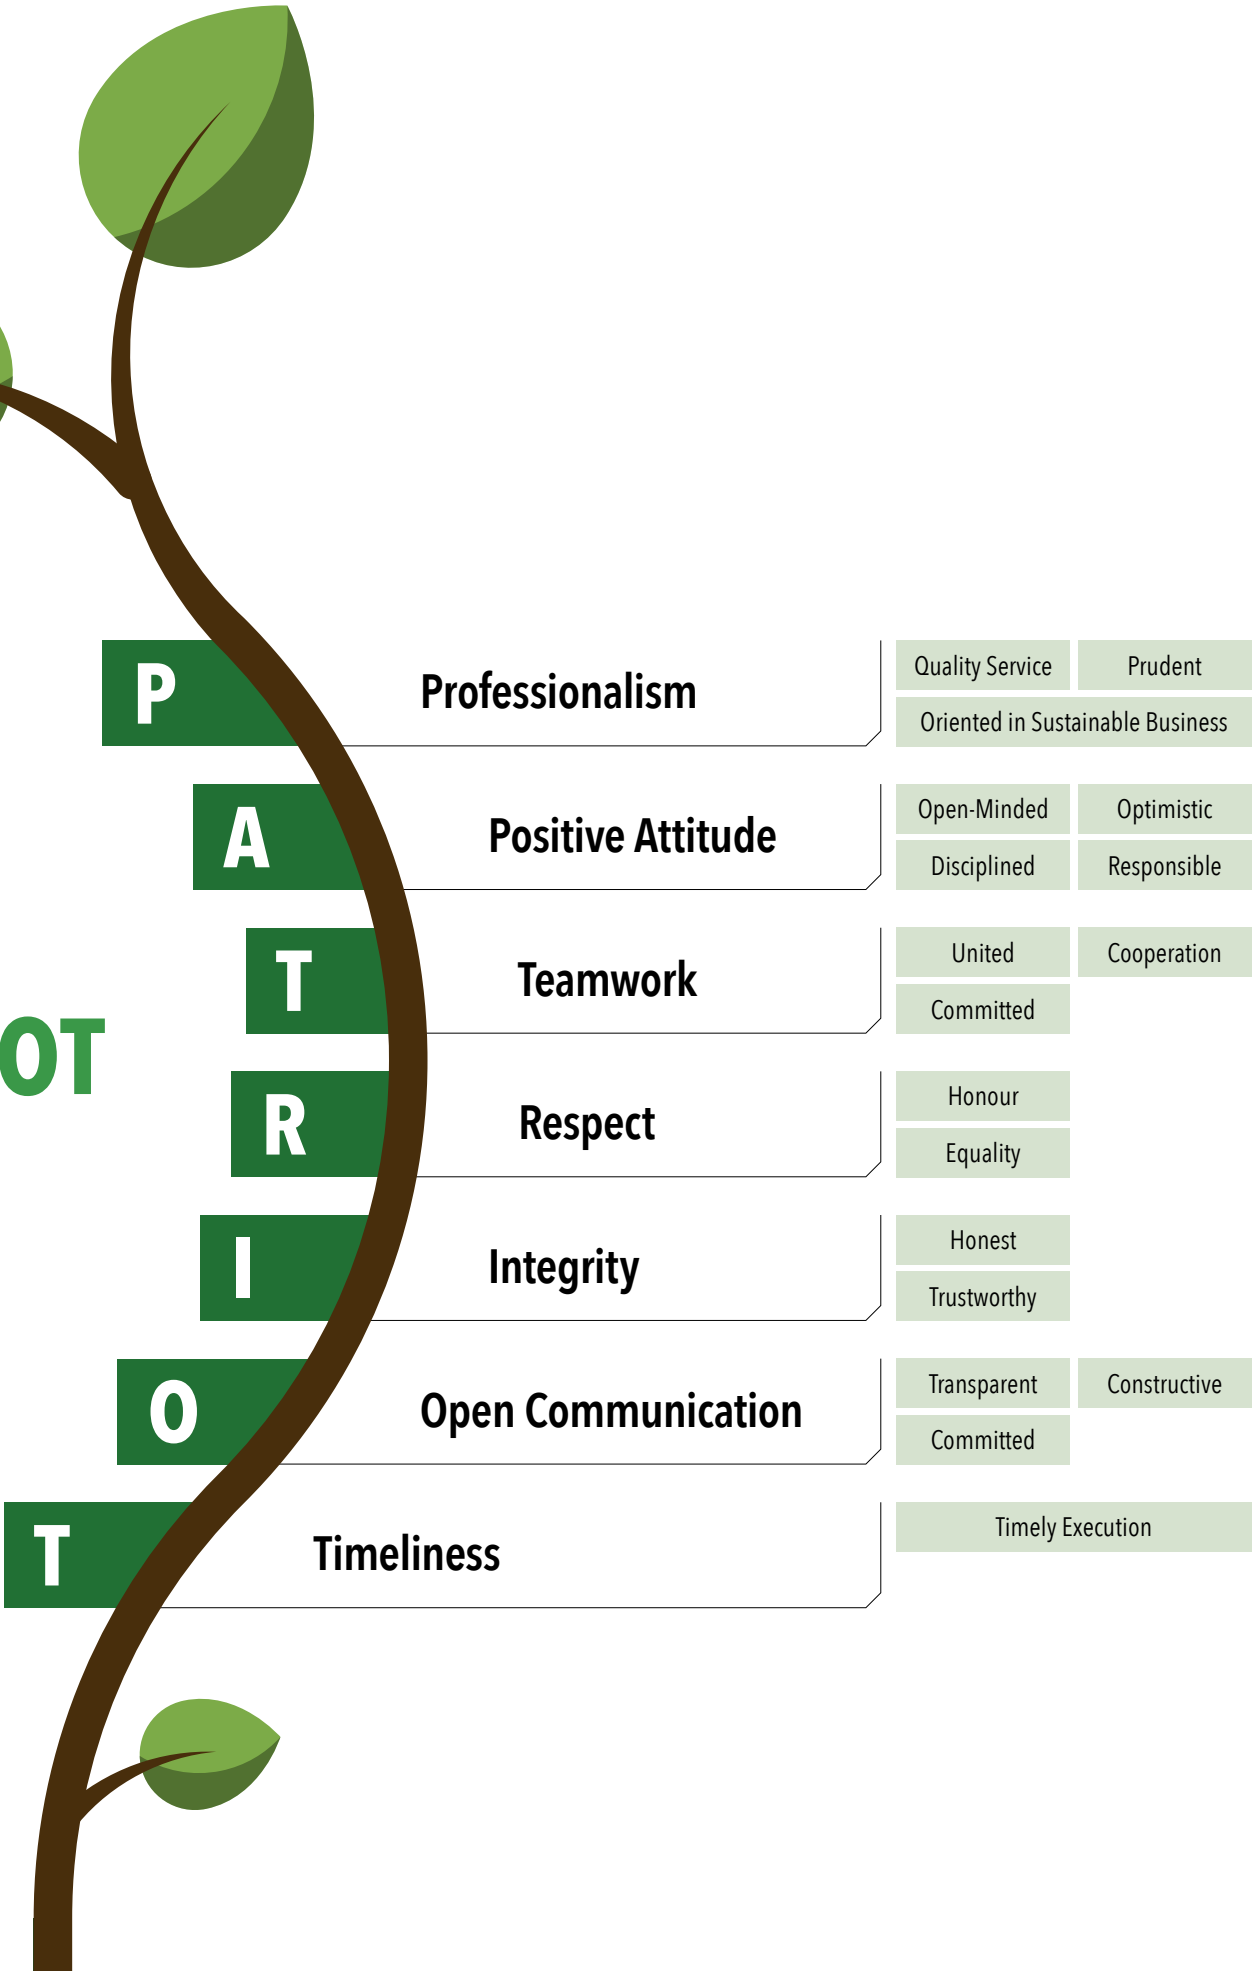 P
Professionalism
Quality Service
Prudent
Oriented in Sustainable Business
A
Positive Attitude
Open-Minded
Optimistic
Disciplined
Responsible
T
Teamwork
United
Cooperation
Committed
OT
R
Respect
Honour
Equality
I
Integrity
Honest
Trustworthy
O
Open Communication
Transparent
Constructive
Committed
T
Timeliness
Timely Execution